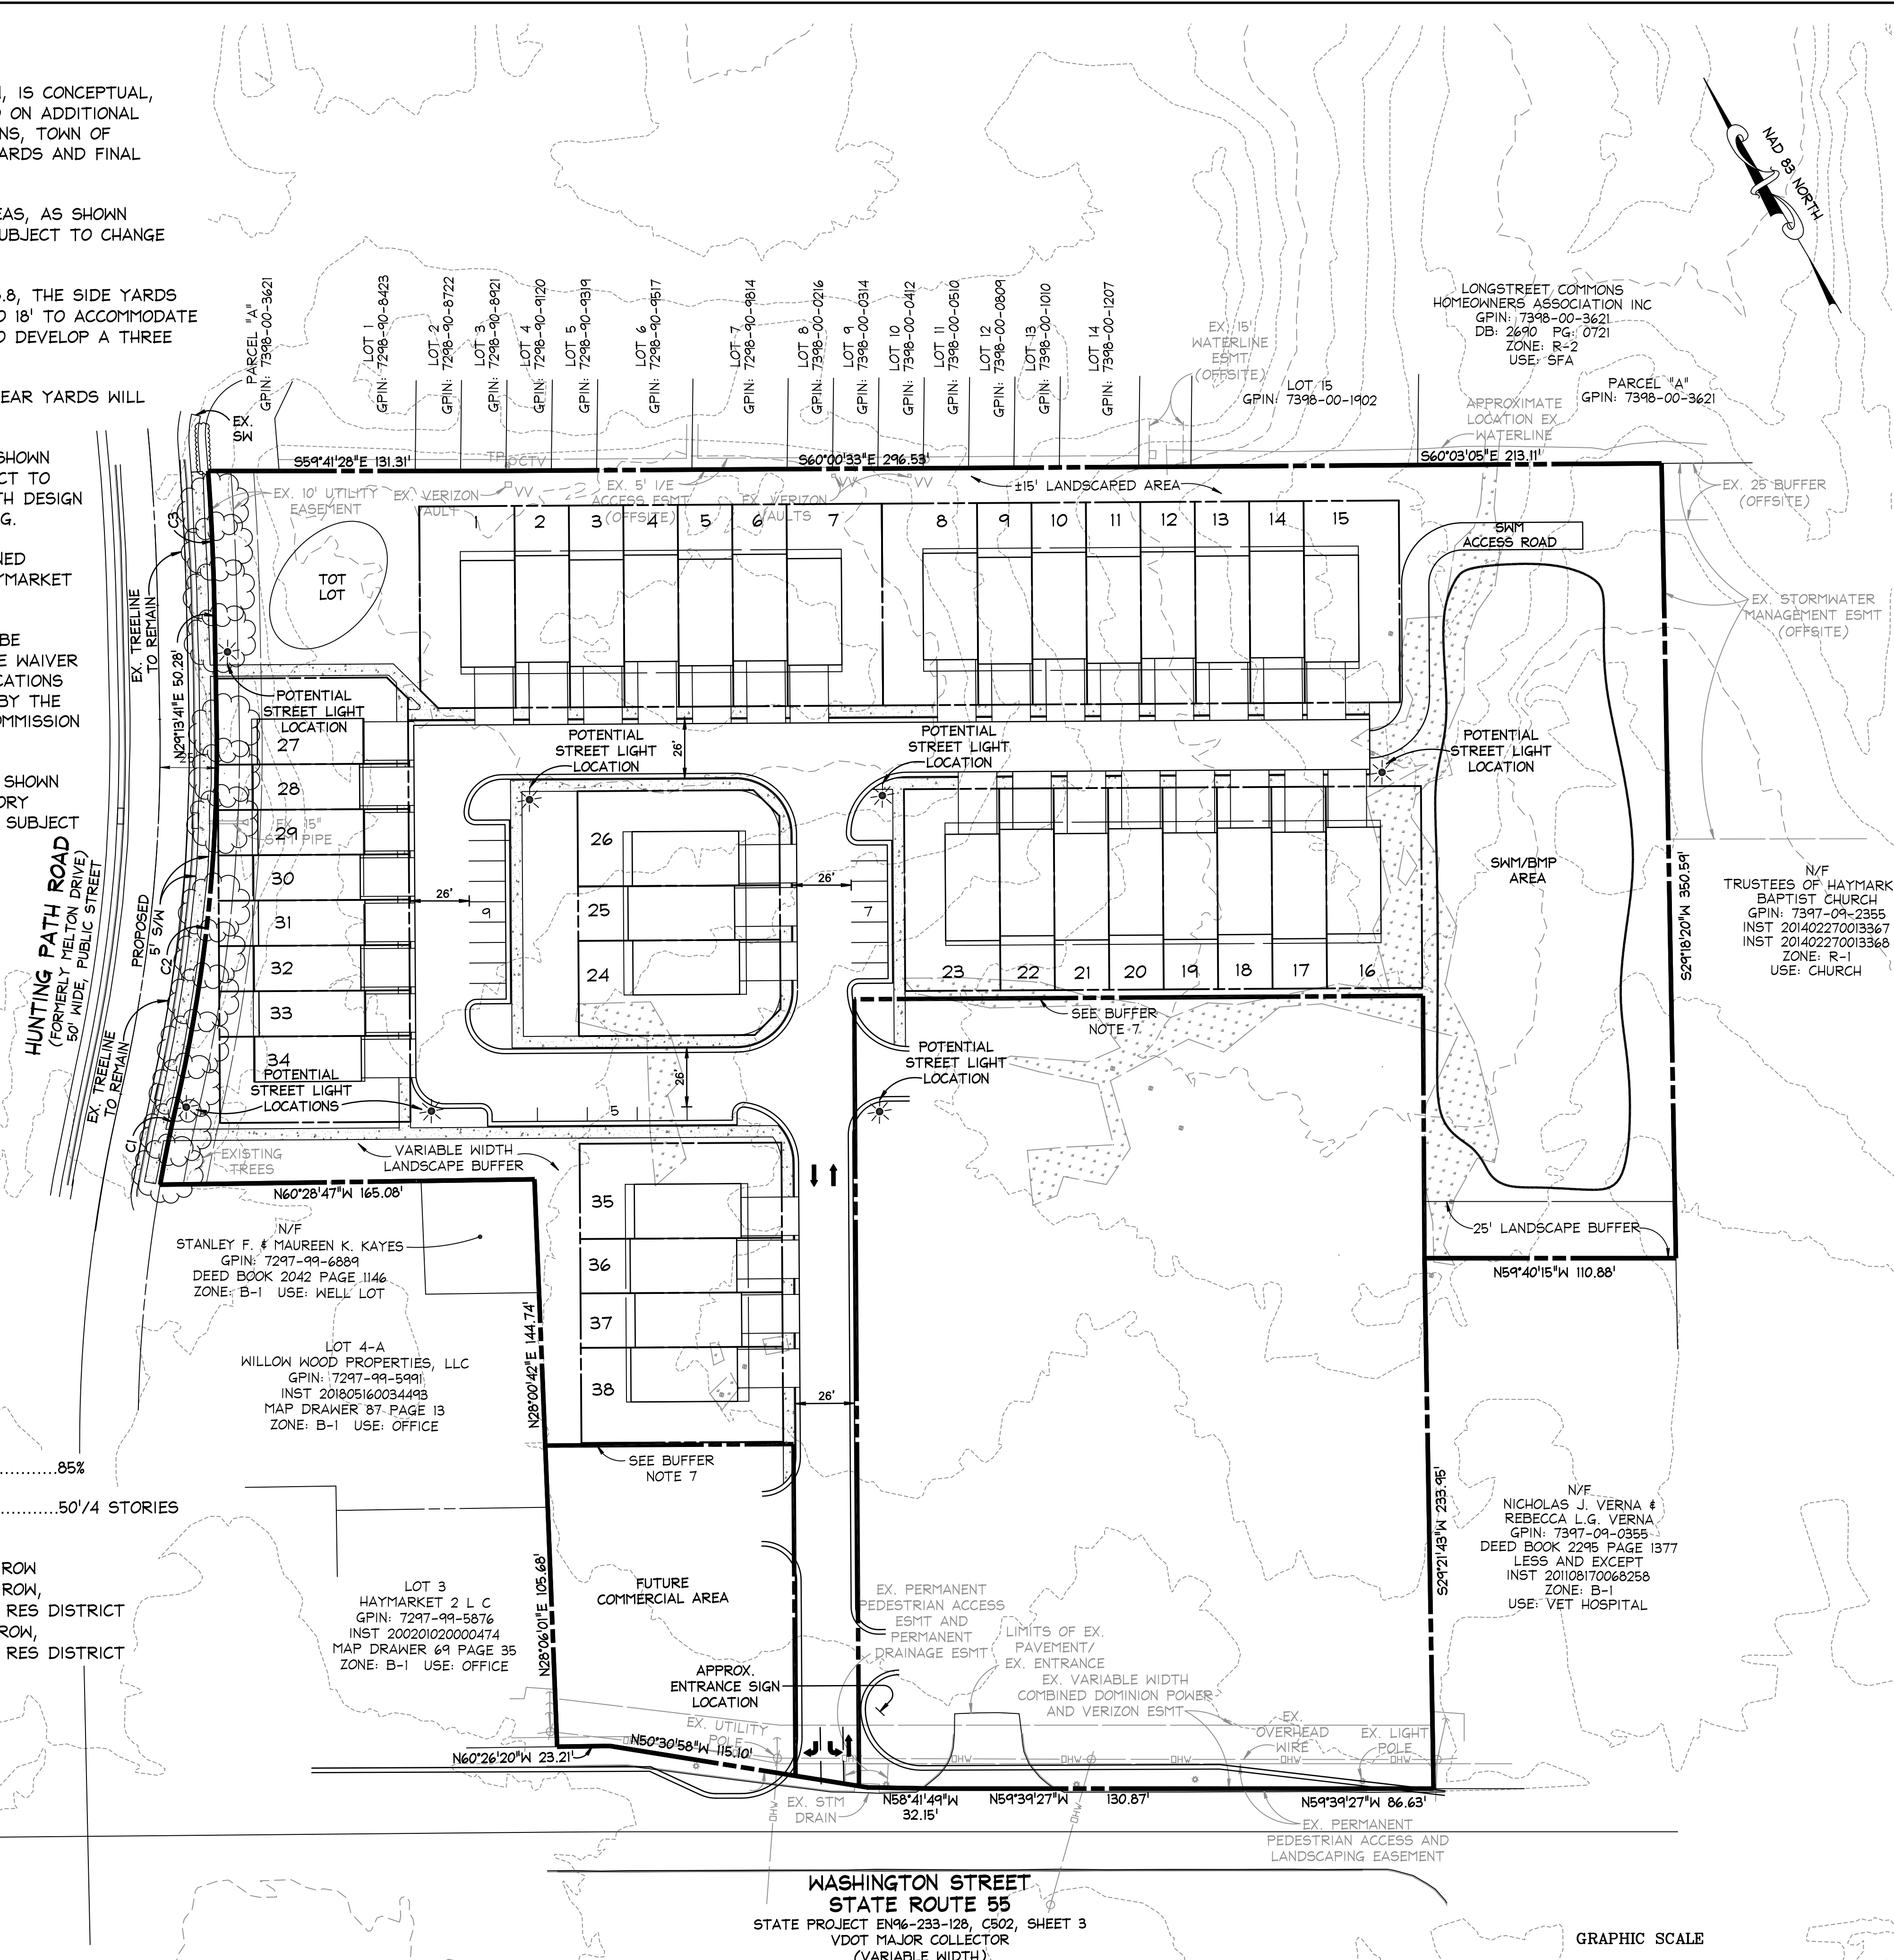 , IS CONCEPTUAL,
ON ADDITIONAL
NS, TOWN OF
ARDS AND FINAL
EAS, AS SHOWN
SUBJECT TO CHANGE
.8, THE SIDE YARDS
18' TO ACCOMMODATE
DEVELOP A THREE
EAR YARDS WILL
SHOWN
CT TO
TH DESIGN
G.
NED
YMARKET
BE
E WAIVER
CATIONS
BY THE
OMMISSION
SHOWN
ORY
SUBJECT
85%
50'/4 STORIES
ROW
ROW,
RES DISTRICT
ROW,
RES DISTRICT
NAD 83 NORTH
PARCEL "A"
GPIN: 7398-00-3621
LOT 1
GPIN: 7298-90-8423
LOT 2
GPIN: 7298-90-8722
LOT 3
GPIN: 7298-90-8921
LOT 4
GPIN: 7298-90-9120
LOT 5
GPIN: 7298-90-9319
LOT 6
GPIN: 7298-90-9517
LOT 7
GPIN: 7298-90-9814
LOT 8
GPIN: 7398-00-0216
LOT 9
GPIN: 7398-00-0314
LOT 10
GPIN: 7398-00-0412
LOT 11
GPIN: 7398-00-0510
LOT 12
GPIN: 7398-00-0809
LOT 13
GPIN: 7398-00-1010
LOT 14
GPIN: 7398-00-1207
EX. 15'
WATERLINE
ESMT
(OFFSITE)
LOT 15
GPIN: 7398-00-1902
LONGSTREET COMMONS
HOMEOWNERS ASSOCIATION INC
GPIN: 7398-00-3621
DB: 2690 PG: 0721
ZONE: R-2
USE: SFA
PARCEL "A"
GPIN: 7398-00-3621
APPROXIMATE
LOCATION EX.
WATERLINE
EX.
SW
S59°41'28"E 131.31'
TP
CTV
S60°00'33"E 296.53'
S60°03'05"E 213.11'
EX. 10' UTILITY
EASEMENT
EX. VERIZON
VAULT
VV
EX. 5' I/E
ACCESS ESMT
(OFFSITE)
EX. VERIZON
VAULTS
VV
VV
±15' LANDSCAPED AREA
EX. 25 BUFFER
(OFFSITE)
1
2
3
4
5
6
7
8
9
10
11
12
13
14
15
SWM
ACCESS ROAD
TOT
LOT
C3
EX. TREELINE
TO REMAIN
N29°13'41"E 50.28'
EX. STORMWATER
MANAGEMENT ESMT
(OFFSITE)
POTENTIAL
STREET LIGHT
LOCATION
POTENTIAL
STREET LIGHT
LOCATION
26'
POTENTIAL
STREET LIGHT
LOCATION
POTENTIAL
STREET LIGHT
LOCATION
27
28
29
30
31
32
33
34
EX. 15"
STM PIPE
26'
9
26
25
24
26'
7
23
22
21
20
19
18
17
16
SWM/BMP
AREA
S29°18'20"W 350.59'
N/F
TRUSTEES OF HAYMARK
BAPTIST CHURCH
GPIN: 7397-09-2355
INST 201402270013367
INST 201402270013368
ZONE: R-1
USE: CHURCH
HUNTING PATH ROAD
(FORMERLY MELTON DRIVE)
50' WIDE, PUBLIC STREET
PROPOSED
5' S/W
C2
EX. TREELINE
TO REMAIN
C1
SEE BUFFER
NOTE 7
POTENTIAL
STREET LIGHT
LOCATION
POTENTIAL
STREET LIGHT
LOCATIONS
26'
5
EXISTING
TREES
VARIABLE WIDTH
LANDSCAPE BUFFER
N60°28'47"W 165.08'
25' LANDSCAPE BUFFER
N59°40'15"W 110.88'
N/F
STANLEY F. & MAUREEN K. KAYES
GPIN: 7297-99-6889
DEED BOOK 2042 PAGE 1146
ZONE: B-1 USE: WELL LOT
LOT 4-A
WILLOW WOOD PROPERTIES, LLC
GPIN: 7297-99-5991
INST 201805160034493
MAP DRAWER 87 PAGE 13
ZONE: B-1 USE: OFFICE
N28°00'42"E 144.74'
35
36
37
38
26'
SEE BUFFER
NOTE 7
S29°21'43"W 233.95'
N/F
NICHOLAS J. VERNA &
REBECCA L.G. VERNA
GPIN: 7397-09-0355
DEED BOOK 2295 PAGE 1377
LESS AND EXCEPT
INST 201108170068258
ZONE: B-1
USE: VET HOSPITAL
LOT 3
HAYMARKET 2 L C
GPIN: 7297-99-5876
INST 200201020000474
MAP DRAWER 69 PAGE 35
ZONE: B-1 USE: OFFICE
N28°06'01"E 105.68'
FUTURE
COMMERCIAL AREA
APPROX.
ENTRANCE SIGN
LOCATION
EX. PERMANENT
PEDESTRIAN ACCESS
ESMT AND
PERMANENT
DRAINAGE ESMT
LIMITS OF EX.
PAVEMENT/
EX. ENTRANCE
EX. VARIABLE WIDTH
COMBINED DOMINION POWER
AND VERIZON ESMT
EX.
OVERHEAD
WIRE
EX. LIGHT
POLE
EX. UTILITY
POLE
N60°26'20"W 23.21'
N50°30'58"W 115.10'
OHW
OHW
OHW
OHW
OHW
OHW
OHW
EX. STM
DRAIN
N58°41'49"W
32.15'
N59°39'27"W 130.87'
N59°39'27"W 86.63'
EX. PERMANENT
PEDESTRIAN ACCESS AND
LANDSCAPING EASEMENT
WASHINGTON STREET
STATE ROUTE 55
STATE PROJECT EN96-233-128, C502, SHEET 3
VDOT MAJOR COLLECTOR
(VARIABLE WIDTH)
GRAPHIC SCALE